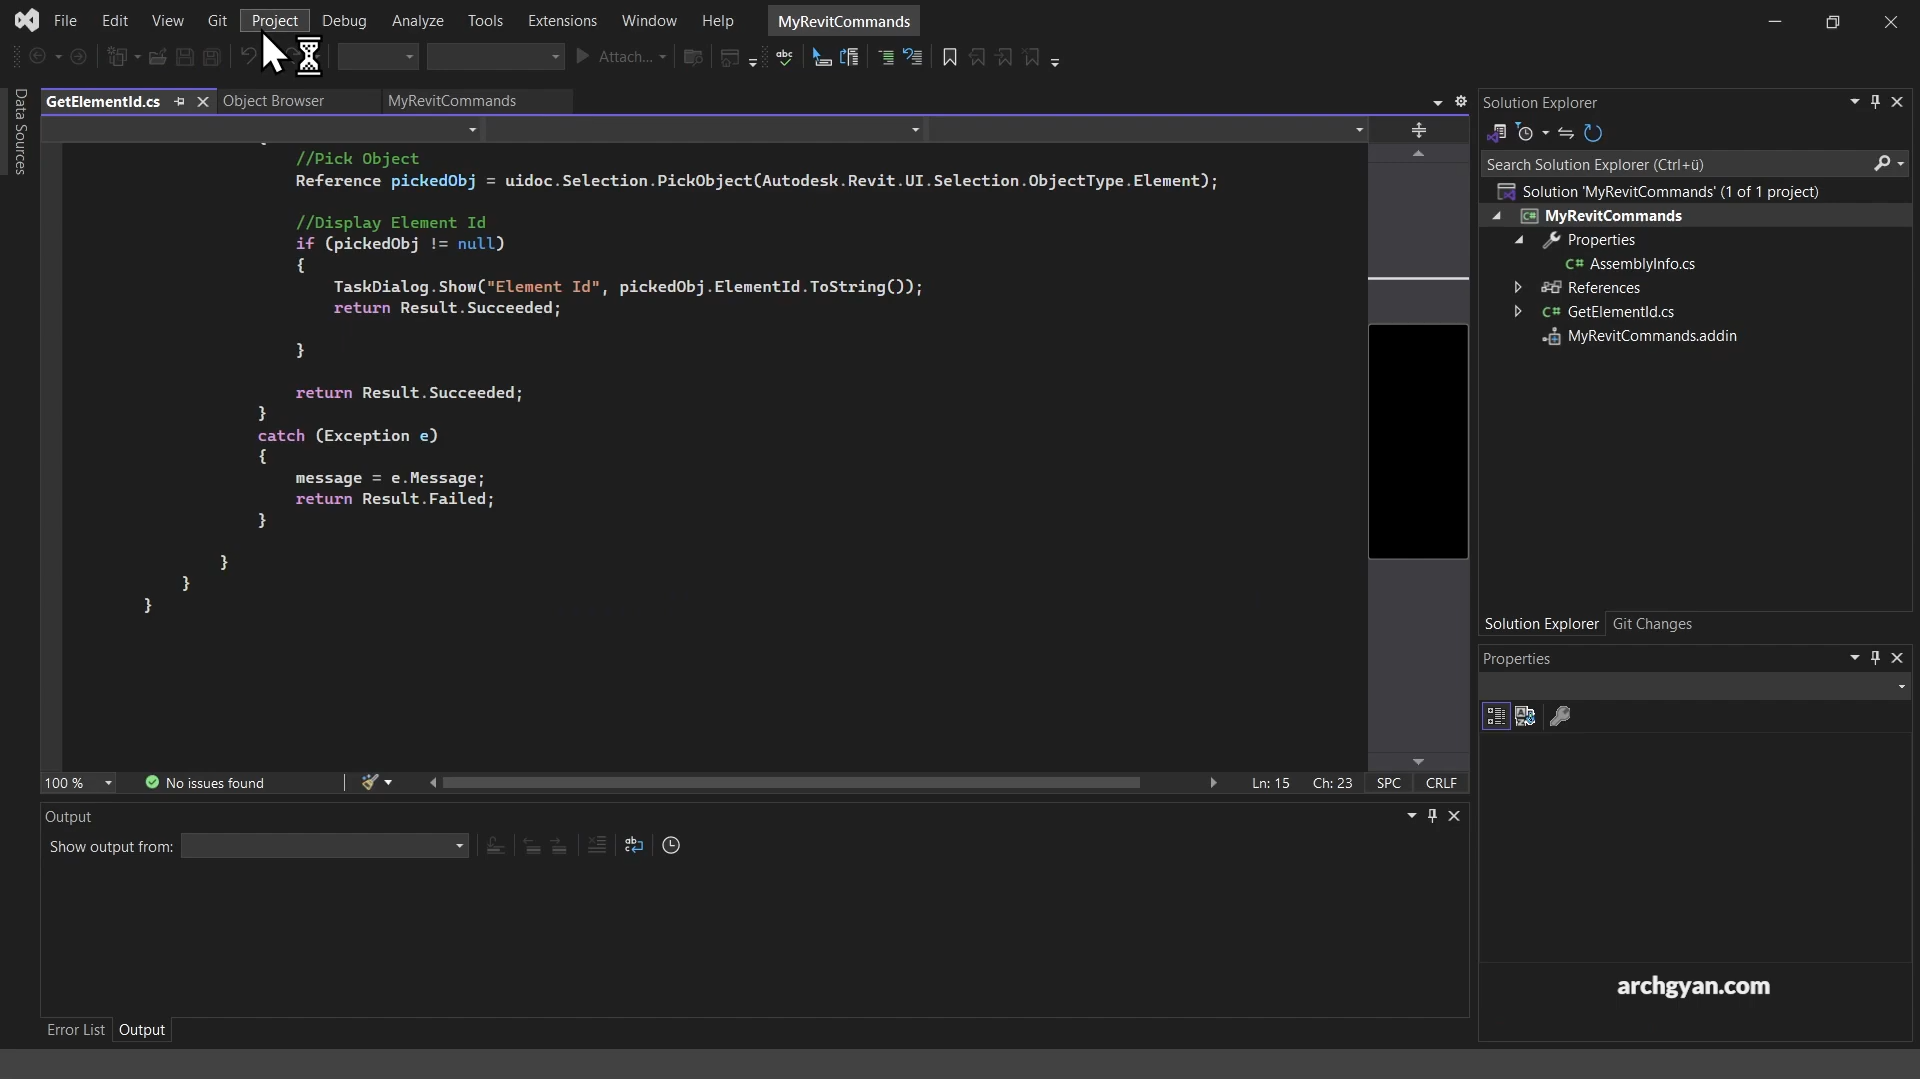 File Edit View Git Project Debug Analyze Tools Extensions Window Help MyRevitCommands
Attach...
Data Sources
GetElementId.cs Object Browser MyRevitCommands
//Pick Object
Reference pickedObj = uidoc.Selection.PickObject(Autodesk.Revit.UI.Selection.ObjectType.Element);
//Display Element Id
if (pickedObj != null)
{
TaskDialog.Show("Element Id", pickedObj.ElementId.ToString());
return Result.Succeeded;
}
return Result.Succeeded;
}
catch (Exception e)
{
message = e.Message;
return Result.Failed;
}
}
}
}
100 % No issues found Ln: 15 Ch: 23 SPC CRLF
Output
Show output from:
Error List Output
Solution Explorer
Search Solution Explorer (Ctrl+ü)
Solution 'MyRevitCommands' (1 of 1 project)
MyRevitCommands
Properties
AssemblyInfo.cs
References
GetElementId.cs
MyRevitCommands.addin
Solution Explorer Git Changes
Properties
archgyan.com